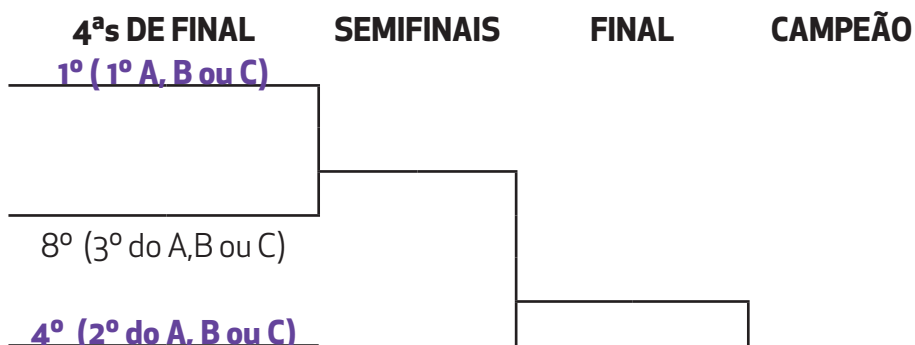 4ªs DE FINAL SEMIFINAIS FINAL CAMPEÃO
1º ( 1º A, B ou C)
8º (3º do A,B ou C)
4º (2º do A, B ou C)